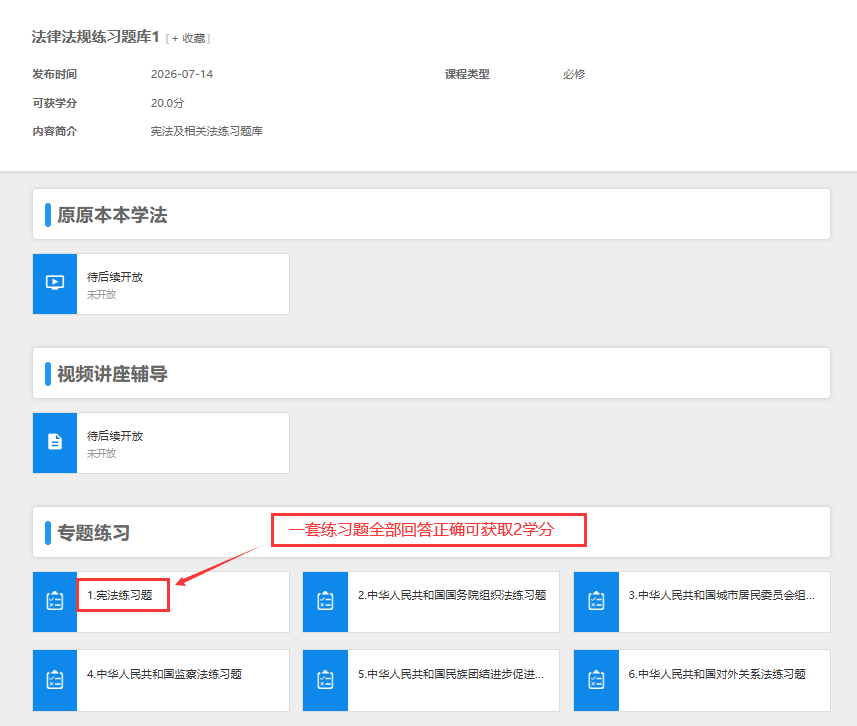 法律法规练习题库1 [+ 收藏]
发布时间 2026-07-14 课程类型 必修
可获学分 20.0分
内容简介 宪法及相关法练习题库
原原本本学法
待后续开放
未开放
视频讲座辅导
待后续开放
未开放
专题练习
一套练习题全部回答正确可获取2学分
1.宪法练习题 2.中华人民共和国国务院组织法练习题 3.中华人民共和国城市居民委员会组...
4.中华人民共和国监察法练习题 5.中华人民共和国民族团结进步促进... 6.中华人民共和国对外关系法练习题